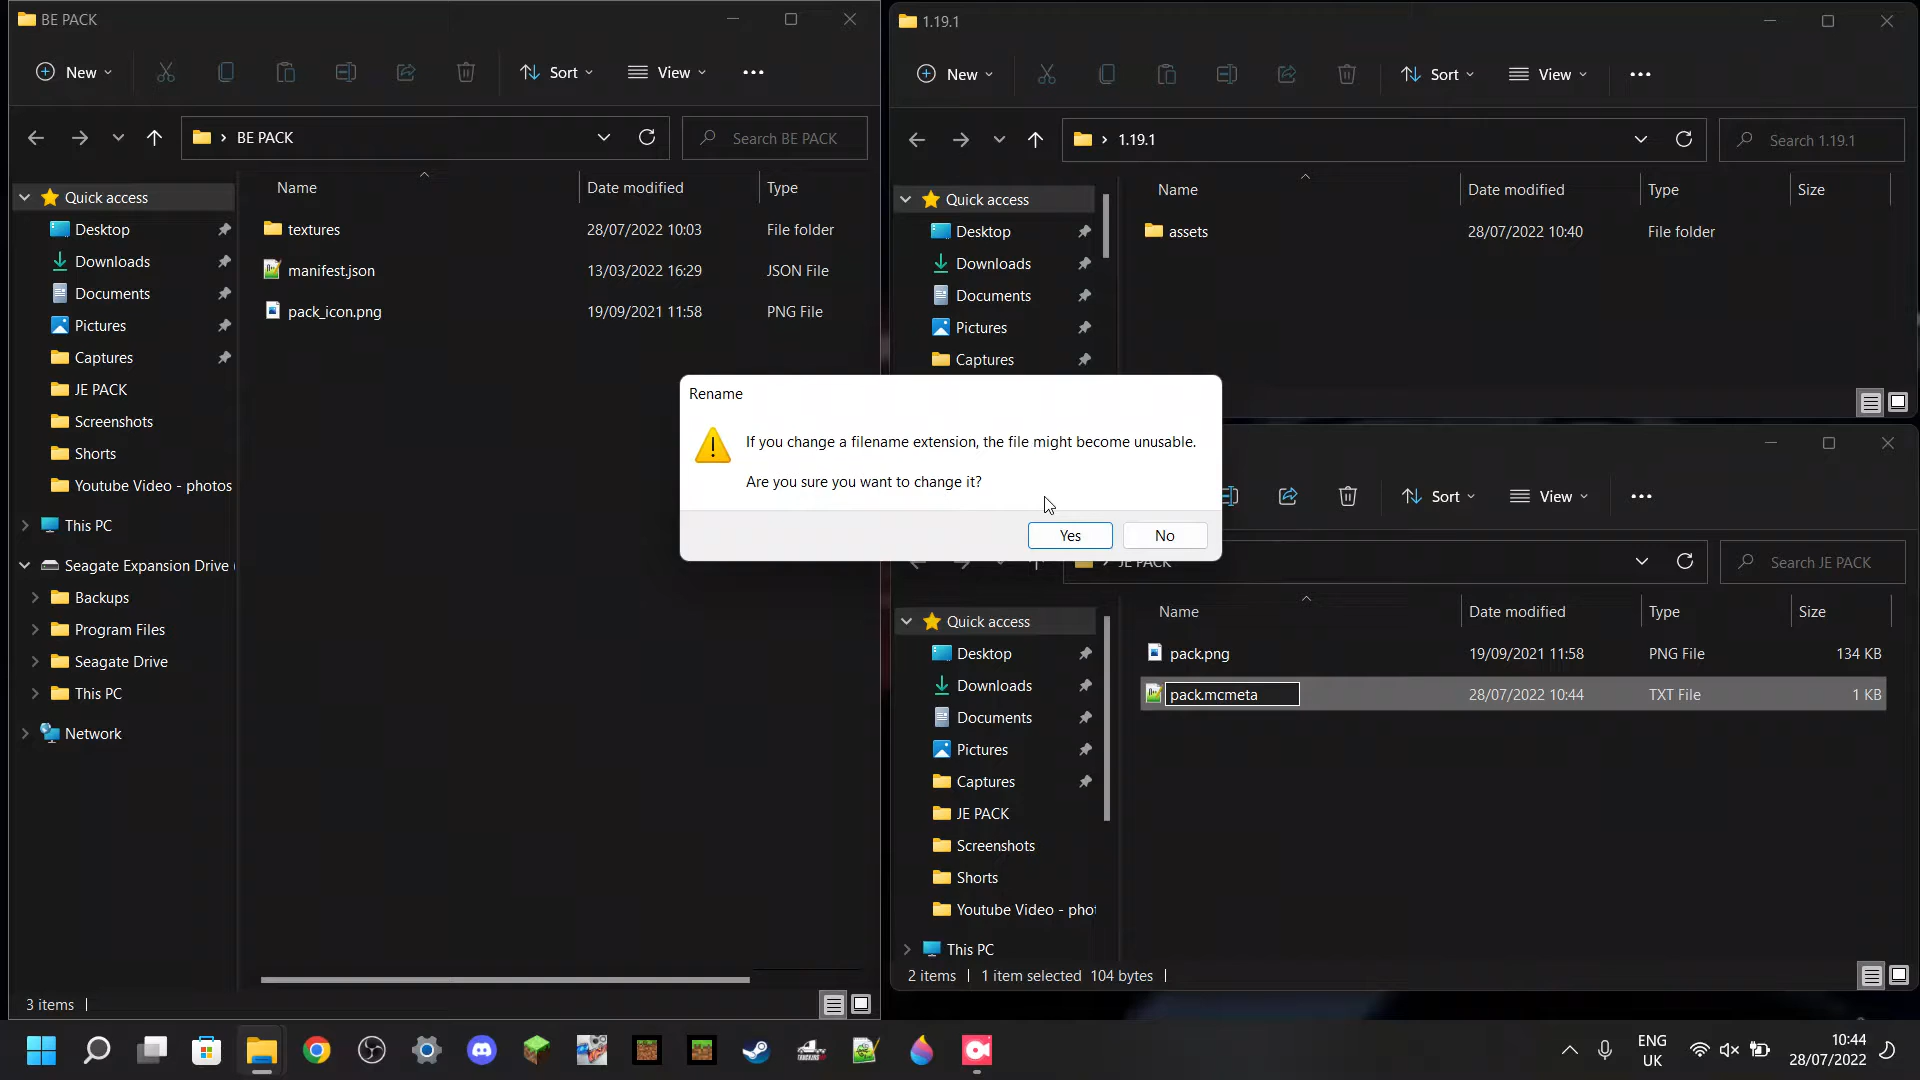 BE PACK
New
Sort
View
BE PACK
Search BE PACK
Quick access
Desktop
Downloads
Documents
Pictures
Captures
JE PACK
Screenshots
Shorts
Youtube Video - photos
This PC
Seagate Expansion Drive (
Backups
Program Files
Seagate Drive
This PC
Network
Name
Date modified
Type
textures
28/07/2022 10:03
File folder
manifest.json
13/03/2022 16:29
JSON File
pack_icon.png
19/09/2021 11:58
PNG File
3 items
1.19.1
New
Sort
View
1.19.1
Search 1.19.1
Quick access
Desktop
Downloads
Documents
Pictures
Captures
Name
Date modified
Type
Size
assets
28/07/2022 10:40
File folder
Rename
If you change a filename extension, the file might become unusable.
Are you sure you want to change it?
Yes
No
Sort
View
JE PACK
Search JE PACK
Quick access
Desktop
Downloads
Documents
Pictures
Captures
JE PACK
Screenshots
Shorts
Youtube Video - phot
This PC
Name
Date modified
Type
Size
pack.png
19/09/2021 11:58
PNG File
134 KB
pack.mcmeta
28/07/2022 10:44
TXT File
1 KB
2 items
1 item selected 104 bytes
ENG
UK
10:44
28/07/2022